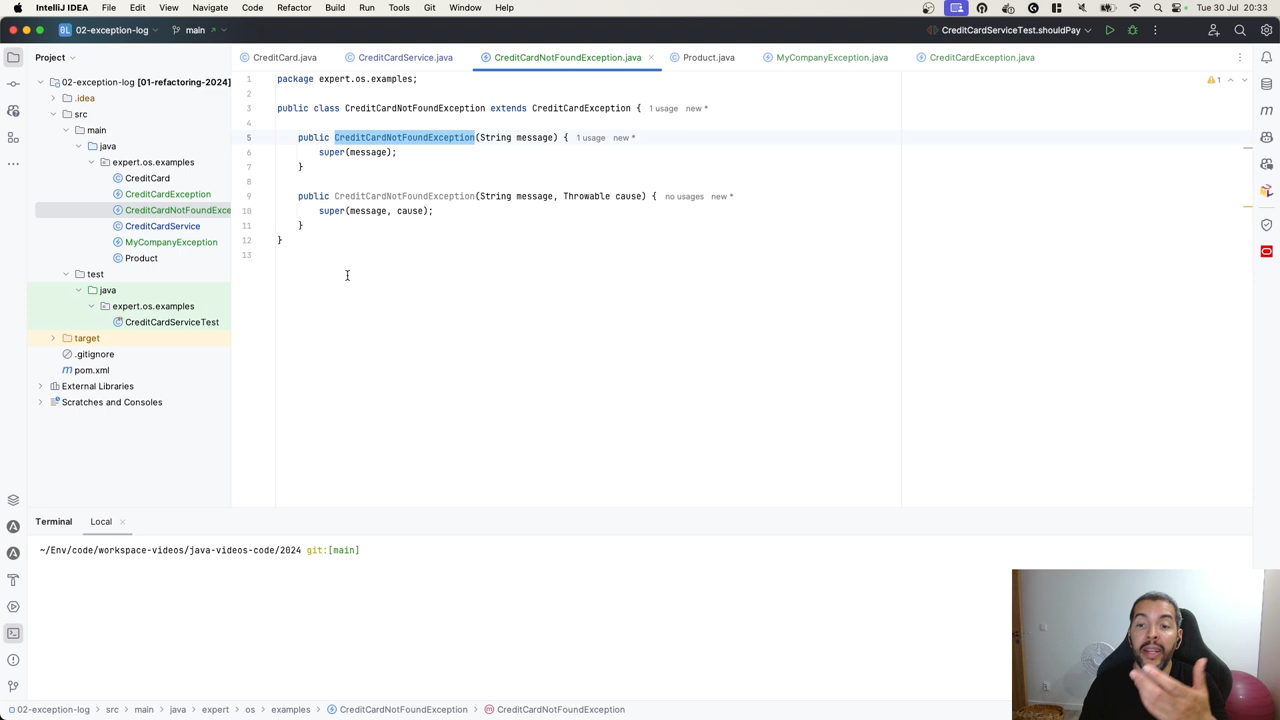 IntelliJ IDEA File Edit View Navigate Code Refactor Build Run Tools Git Window Help Tue 30 Jul 20:33
02-exception-log main CreditCardServiceTest.shouldPay
Project CreditCard.java CreditCardService.java CreditCardNotFoundException.java Product.java MyCompanyException.java CreditCardException.java
02-exception-log [01-refactoring-2024]
.idea
src
main
java
expert.os.examples
CreditCard
CreditCardException
CreditCardNotFoundExce
CreditCardService
MyCompanyException
Product
test
java
expert.os.examples
CreditCardServiceTest
target
.gitignore
pom.xml
External Libraries
Scratches and Consoles
1 package expert.os.examples; 1
2
3 public class CreditCardNotFoundException extends CreditCardException { 1 usage new *
4
5 public CreditCardNotFoundException(String message) { 1 usage new *
6 super(message);
7 }
8
9 public CreditCardNotFoundException(String message, Throwable cause) { no usages new *
10 super(message, cause);
11 }
12 }
13
Terminal Local
~/Env/code/workspace-videos/java-videos-code/2024 git:[main]
02-exception-log > src > main > java > expert > os > examples > CreditCardNotFoundException > CreditCardNotFoundException